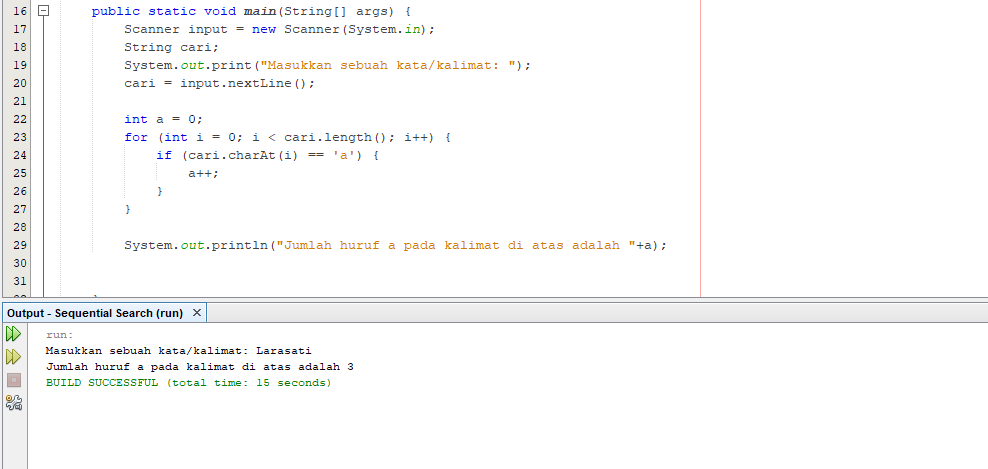 16 public static void main(String[] args) {
17 Scanner input = new Scanner(System.in);
18 String cari;
19 System.out.print("Masukkan sebuah kata/kalimat: ");
20 cari = input.nextLine();
21
22 int a = 0;
23 for (int i = 0; i < cari.length(); i++) {
24 if (cari.charAt(i) == 'a') {
25 a++;
26 }
27 }
28
29 System.out.println("Jumlah huruf a pada kalimat di atas adalah "+a);
30
31
Output - Sequential Search (run) ×
run:
Masukkan sebuah kata/kalimat: Larasati
Jumlah huruf a pada kalimat di atas adalah 3
BUILD SUCCESSFUL (total time: 15 seconds)